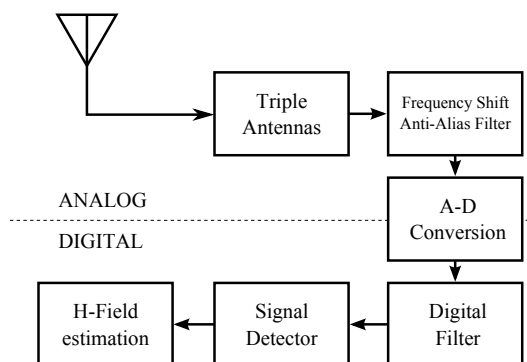 Triple
Antennas
Frequency Shift
Anti-Alias Filter
ANALOG
A-D
Conversion
DIGITAL
H-Field
estimation
Signal
Detector
Digital
Filter